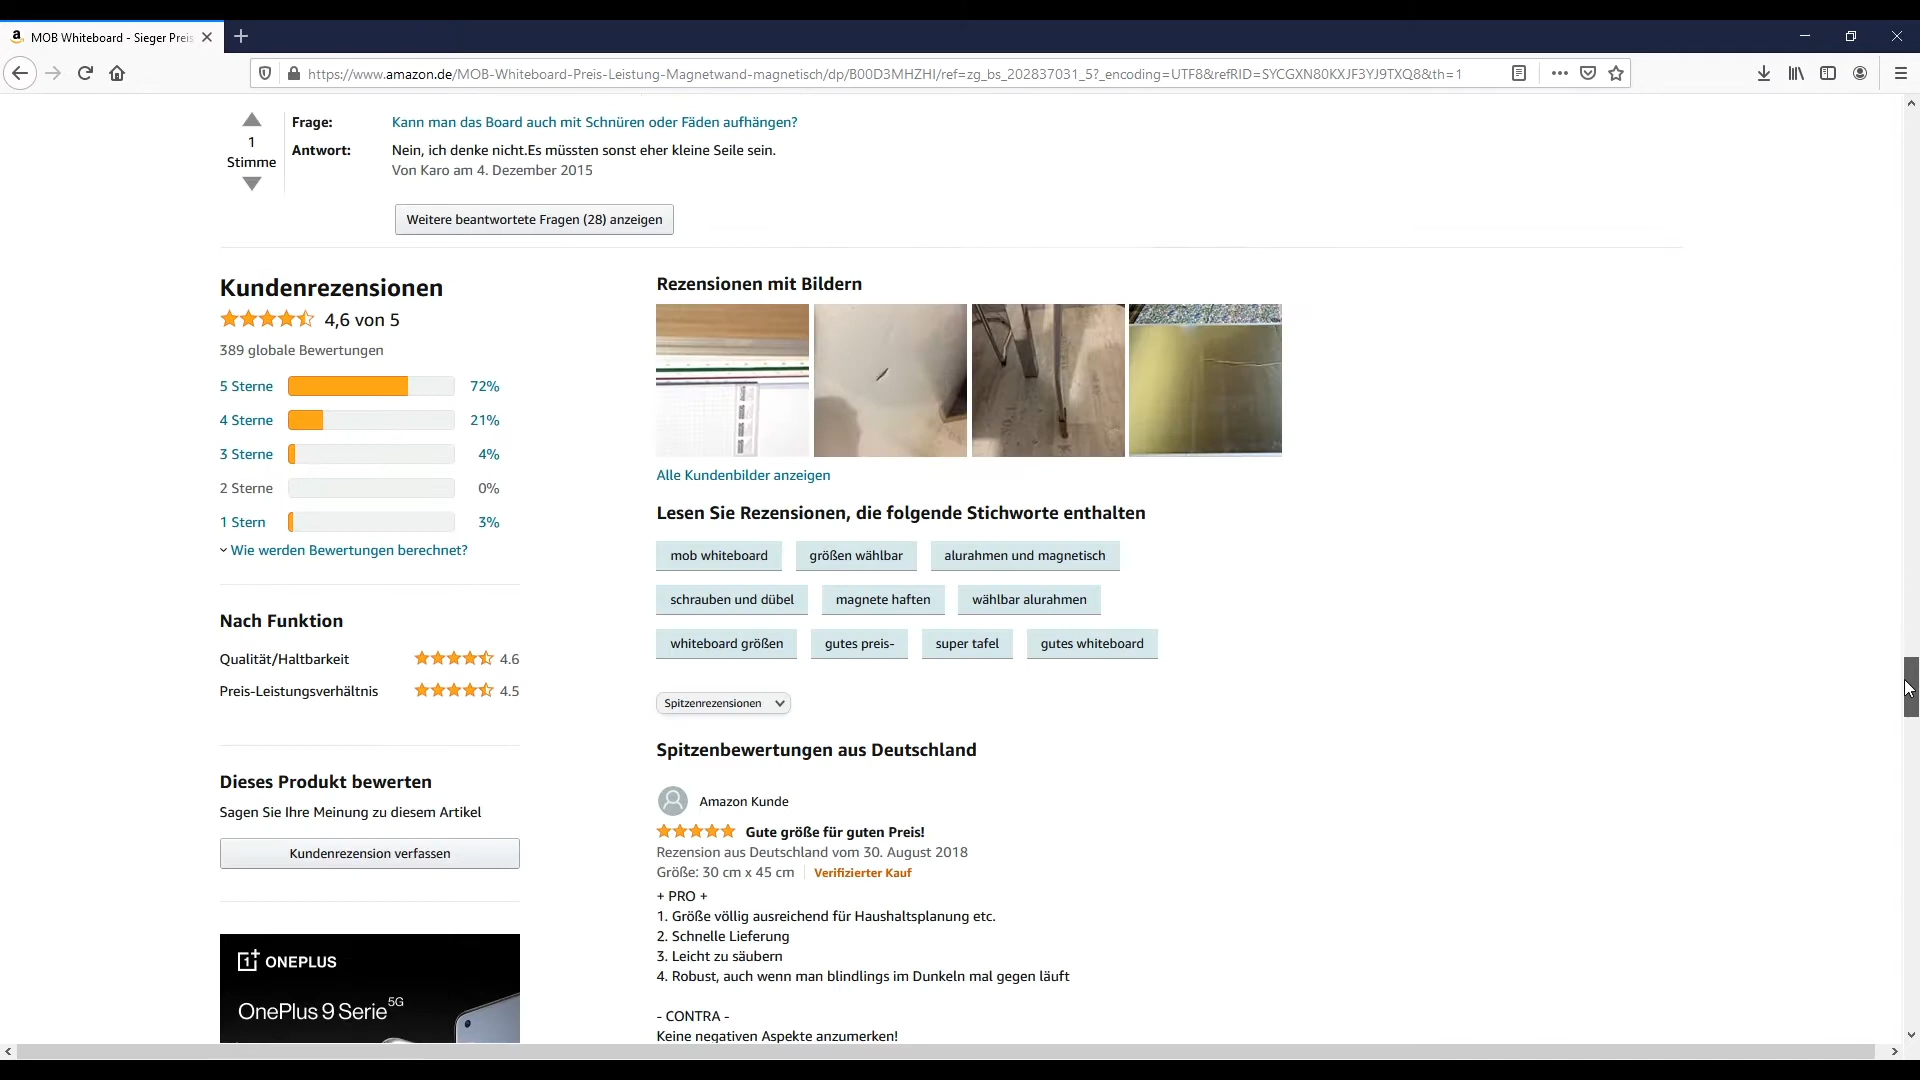 MOB Whiteboard - Sieger Preis
https://www.amazon.de/MOB-Whiteboard-Preis-Leistung-Magnetwand-magnetisch/dp/B00D3MHZHI/ref=zg_bs_202837031_5?_encoding=UTF8&refRID=SYCGXN80KXJF3YJ9TXQ8&th=1
1
Stimme
Frage:
Kann man das Board auch mit Schnüren oder Fäden aufhängen?
Antwort:
Nein, ich denke nicht.Es müssten sonst eher kleine Seile sein.
Von Karo am 4. Dezember 2015
Weitere beantwortete Fragen (28) anzeigen
Kundenrezensionen
4,6 von 5
389 globale Bewertungen
5 Sterne 72%
4 Sterne 21%
3 Sterne 4%
2 Sterne 0%
1 Stern 3%
Wie werden Bewertungen berechnet?
Nach Funktion
Qualität/Haltbarkeit 4.6
Preis-Leistungsverhältnis 4.5
Dieses Produkt bewerten
Sagen Sie Ihre Meinung zu diesem Artikel
Kundenrezension verfassen
ONEPLUS
OnePlus 9 Serie 5G
Rezensionen mit Bildern
Alle Kundenbilder anzeigen
Lesen Sie Rezensionen, die folgende Stichworte enthalten
mob whiteboard größen wählbar alurahmen und magnetisch
schrauben und dübel magnete haften wählbar alurahmen
whiteboard größen gutes preis- super tafel gutes whiteboard
Spitzenrezensionen
Spitzenbewertungen aus Deutschland
Amazon Kunde
Gute größe für guten Preis!
Rezension aus Deutschland vom 30. August 2018
Größe: 30 cm x 45 cm Verifizierter Kauf
+ PRO +
1. Größe völlig ausreichend für Haushaltsplanung etc.
2. Schnelle Lieferung
3. Leicht zu säubern
4. Robust, auch wenn man blindlings im Dunkeln mal gegen läuft
- CONTRA -
Keine negativen Aspekte anzumerken!